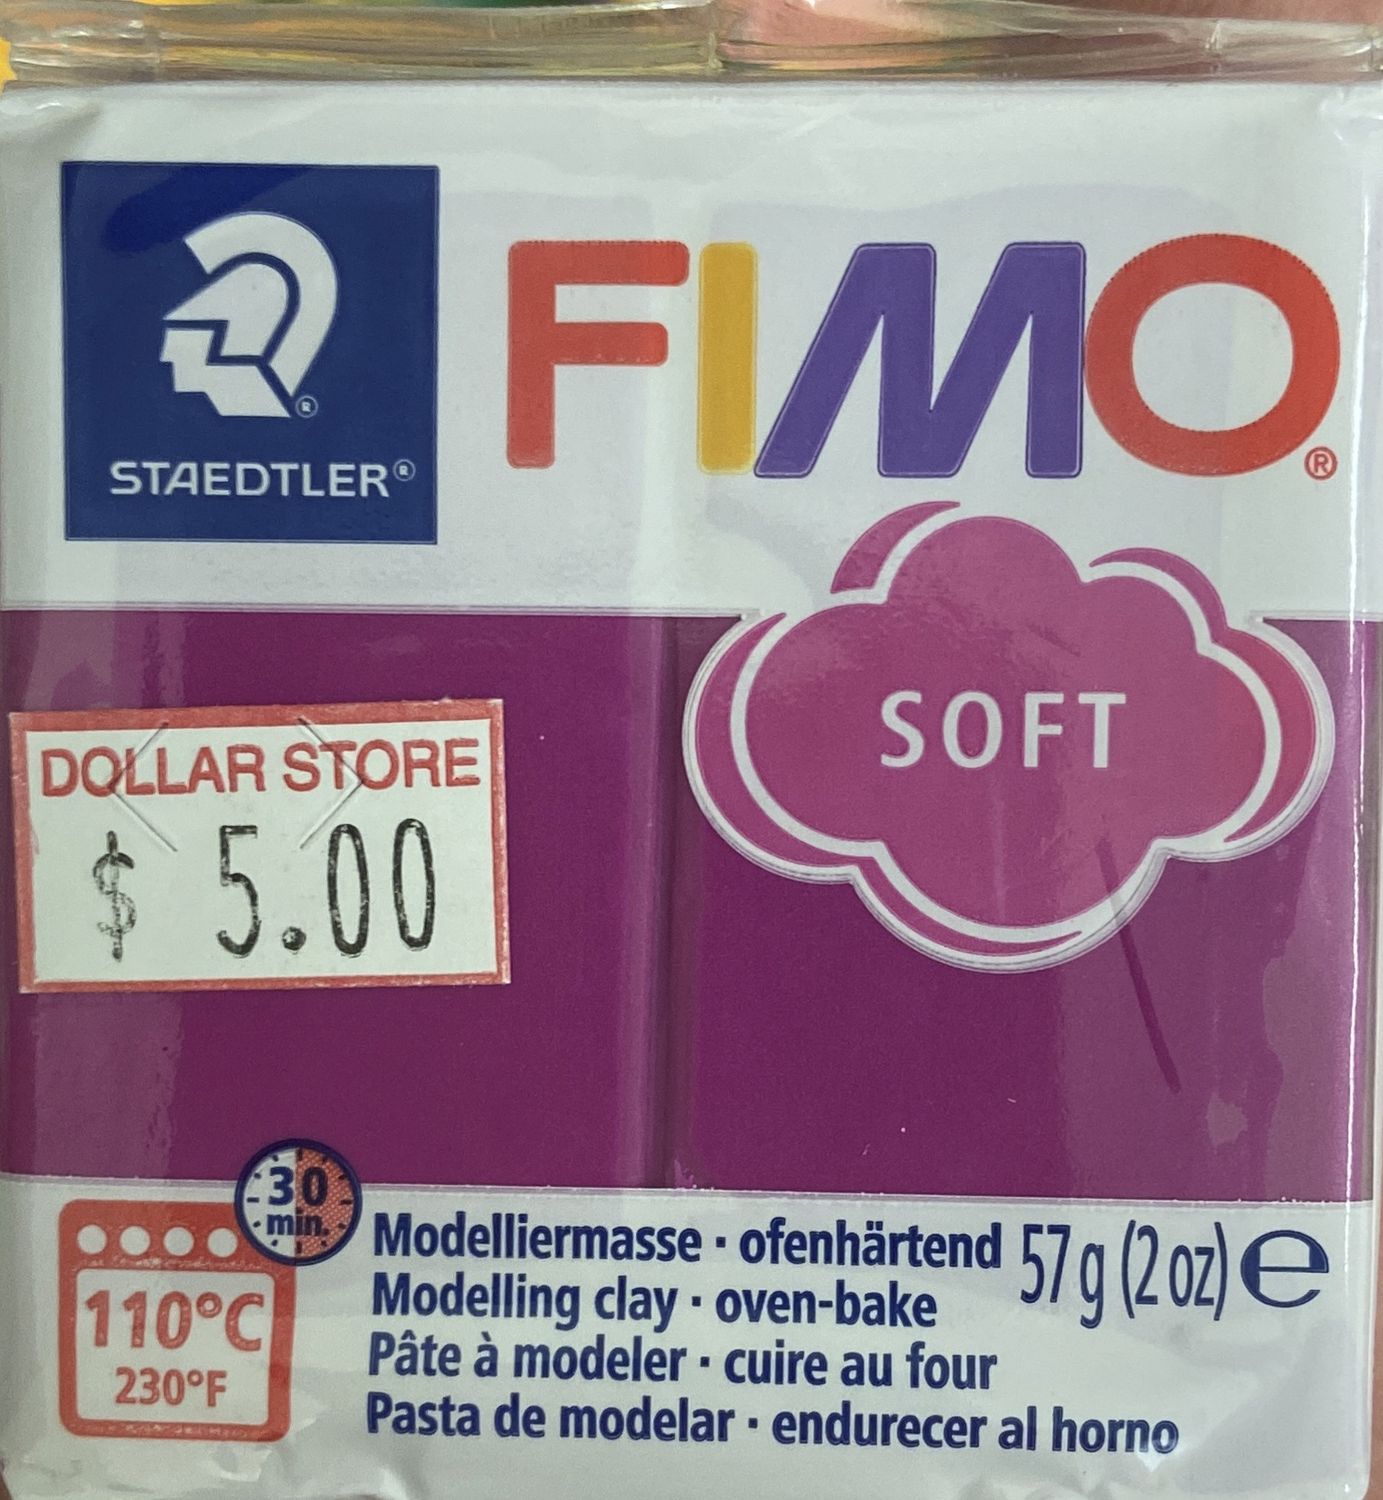 STAEDTLER®
FIMO®
SOFT
DOLLAR STORE
$ 5.00
30
min.
110°C
230°F
Modelliermasse · ofenhärtend
Modelling clay · oven-bake
Pâte à modeler · cuire au four
Pasta de modelar · endurecer al horno
57 g (2 oz) ℮